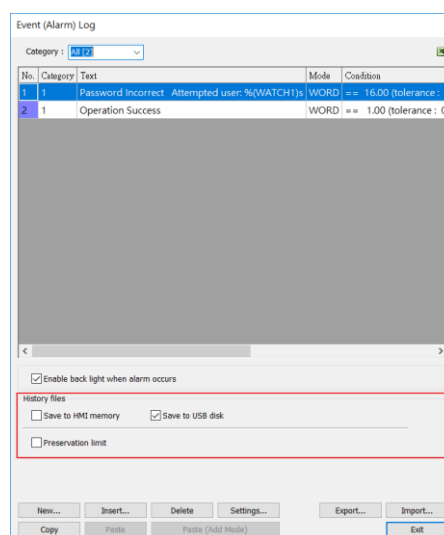 Event (Alarm) Log
Category : All [2]
No. Category Text Mode Condition
1 1 Password Incorrect Attempted user: %{WATCH1}s WORD == 16.00 (tolerance :
2 1 Operation Success WORD == 1.00 (tolerance : 0
Enable back light when alarm occurs
History files
Save to HMI memory Save to USB disk
Preservation limit
New... Insert... Delete Settings... Export... Import...
Copy Paste Paste (Add Mode) Exit